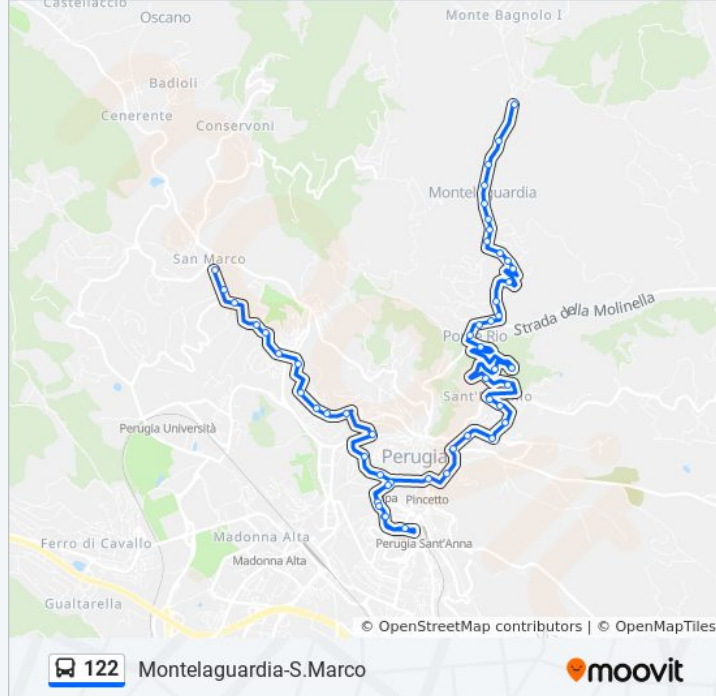 Castellaccio
Oscano
Monte Bagnolo I
Badioli
Cenerente
Conservoni
Montelaguardia
San Marco
Strada della Molinella
Perugia Università
Perugia
Pincetto
Ferro di Cavallo
Madonna Alta
Perugia Sant'Anna
Madonna Alta
Gualtarella
© OpenStreetMap contributors | © OpenMapTiles
122 Montelaguardia-S.Marco moovit